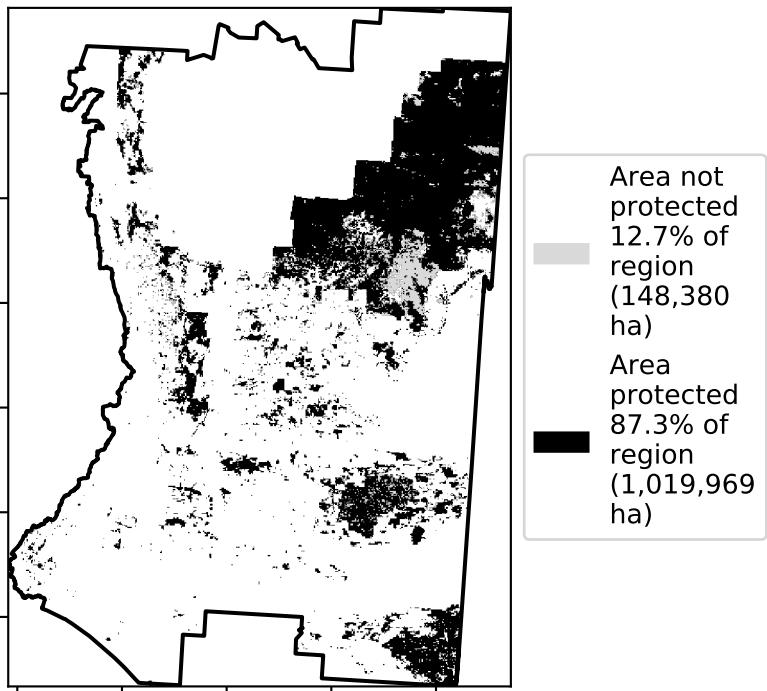 Area not
protected
12.7% of
region
(148,380
ha)
Area
protected
87.3% of
region
(1,019,969
ha)